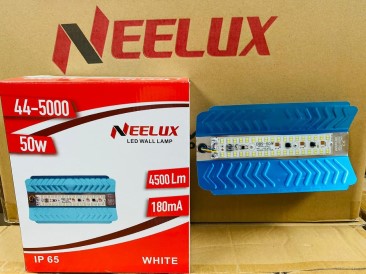 NEELUX
44-5000
50w
NEELUX
LED WALL LAMP
4500 Lm
180mA
IP 65
WHITE